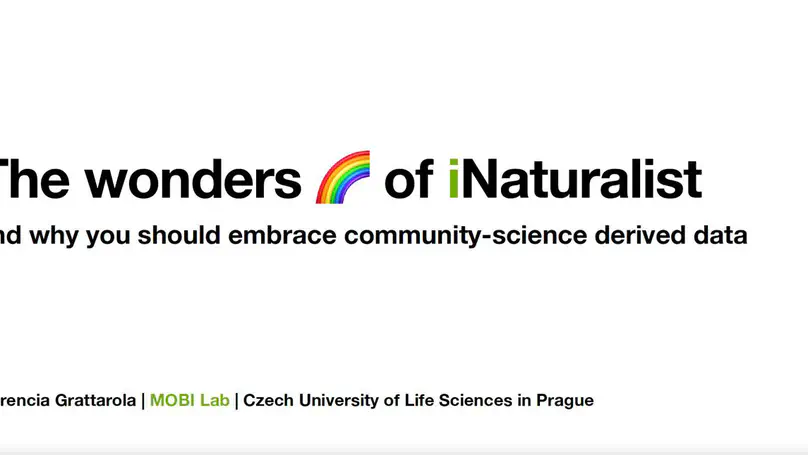 The wonders 🌈 of iNaturalist
nd why you should embrace community-science derived data
rencia Grattarola | MOBI Lab | Czech University of Life Sciences in Prague